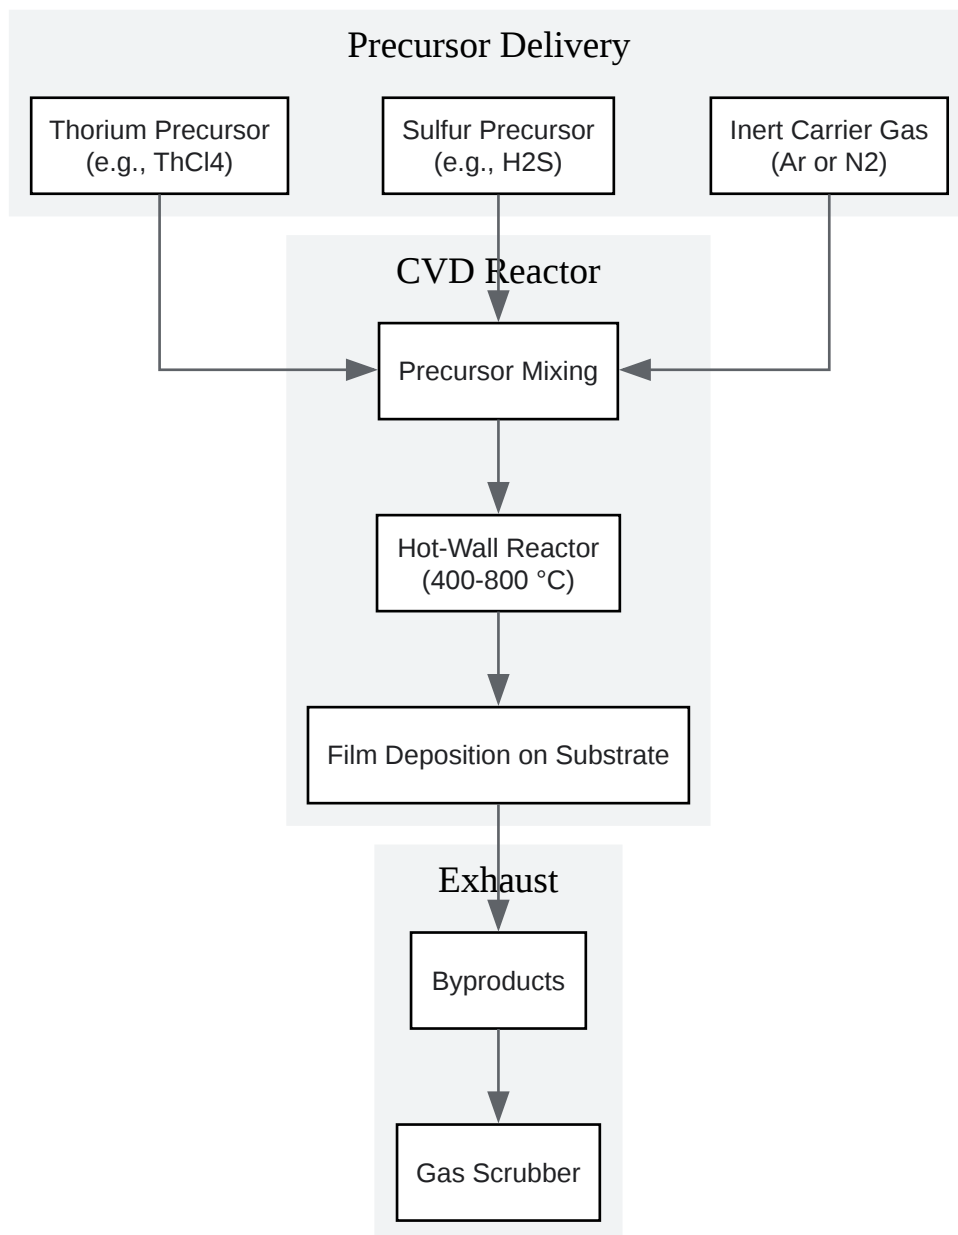 Precursor Delivery
Thorium Precursor
(e.g., ThCl4)
Sulfur Precursor
(e.g., H2S)
Inert Carrier Gas
(Ar or N2)
CVD Reactor
Precursor Mixing
Hot-Wall Reactor
(400-800 °C)
Film Deposition on Substrate
Exhaust
Byproducts
Gas Scrubber